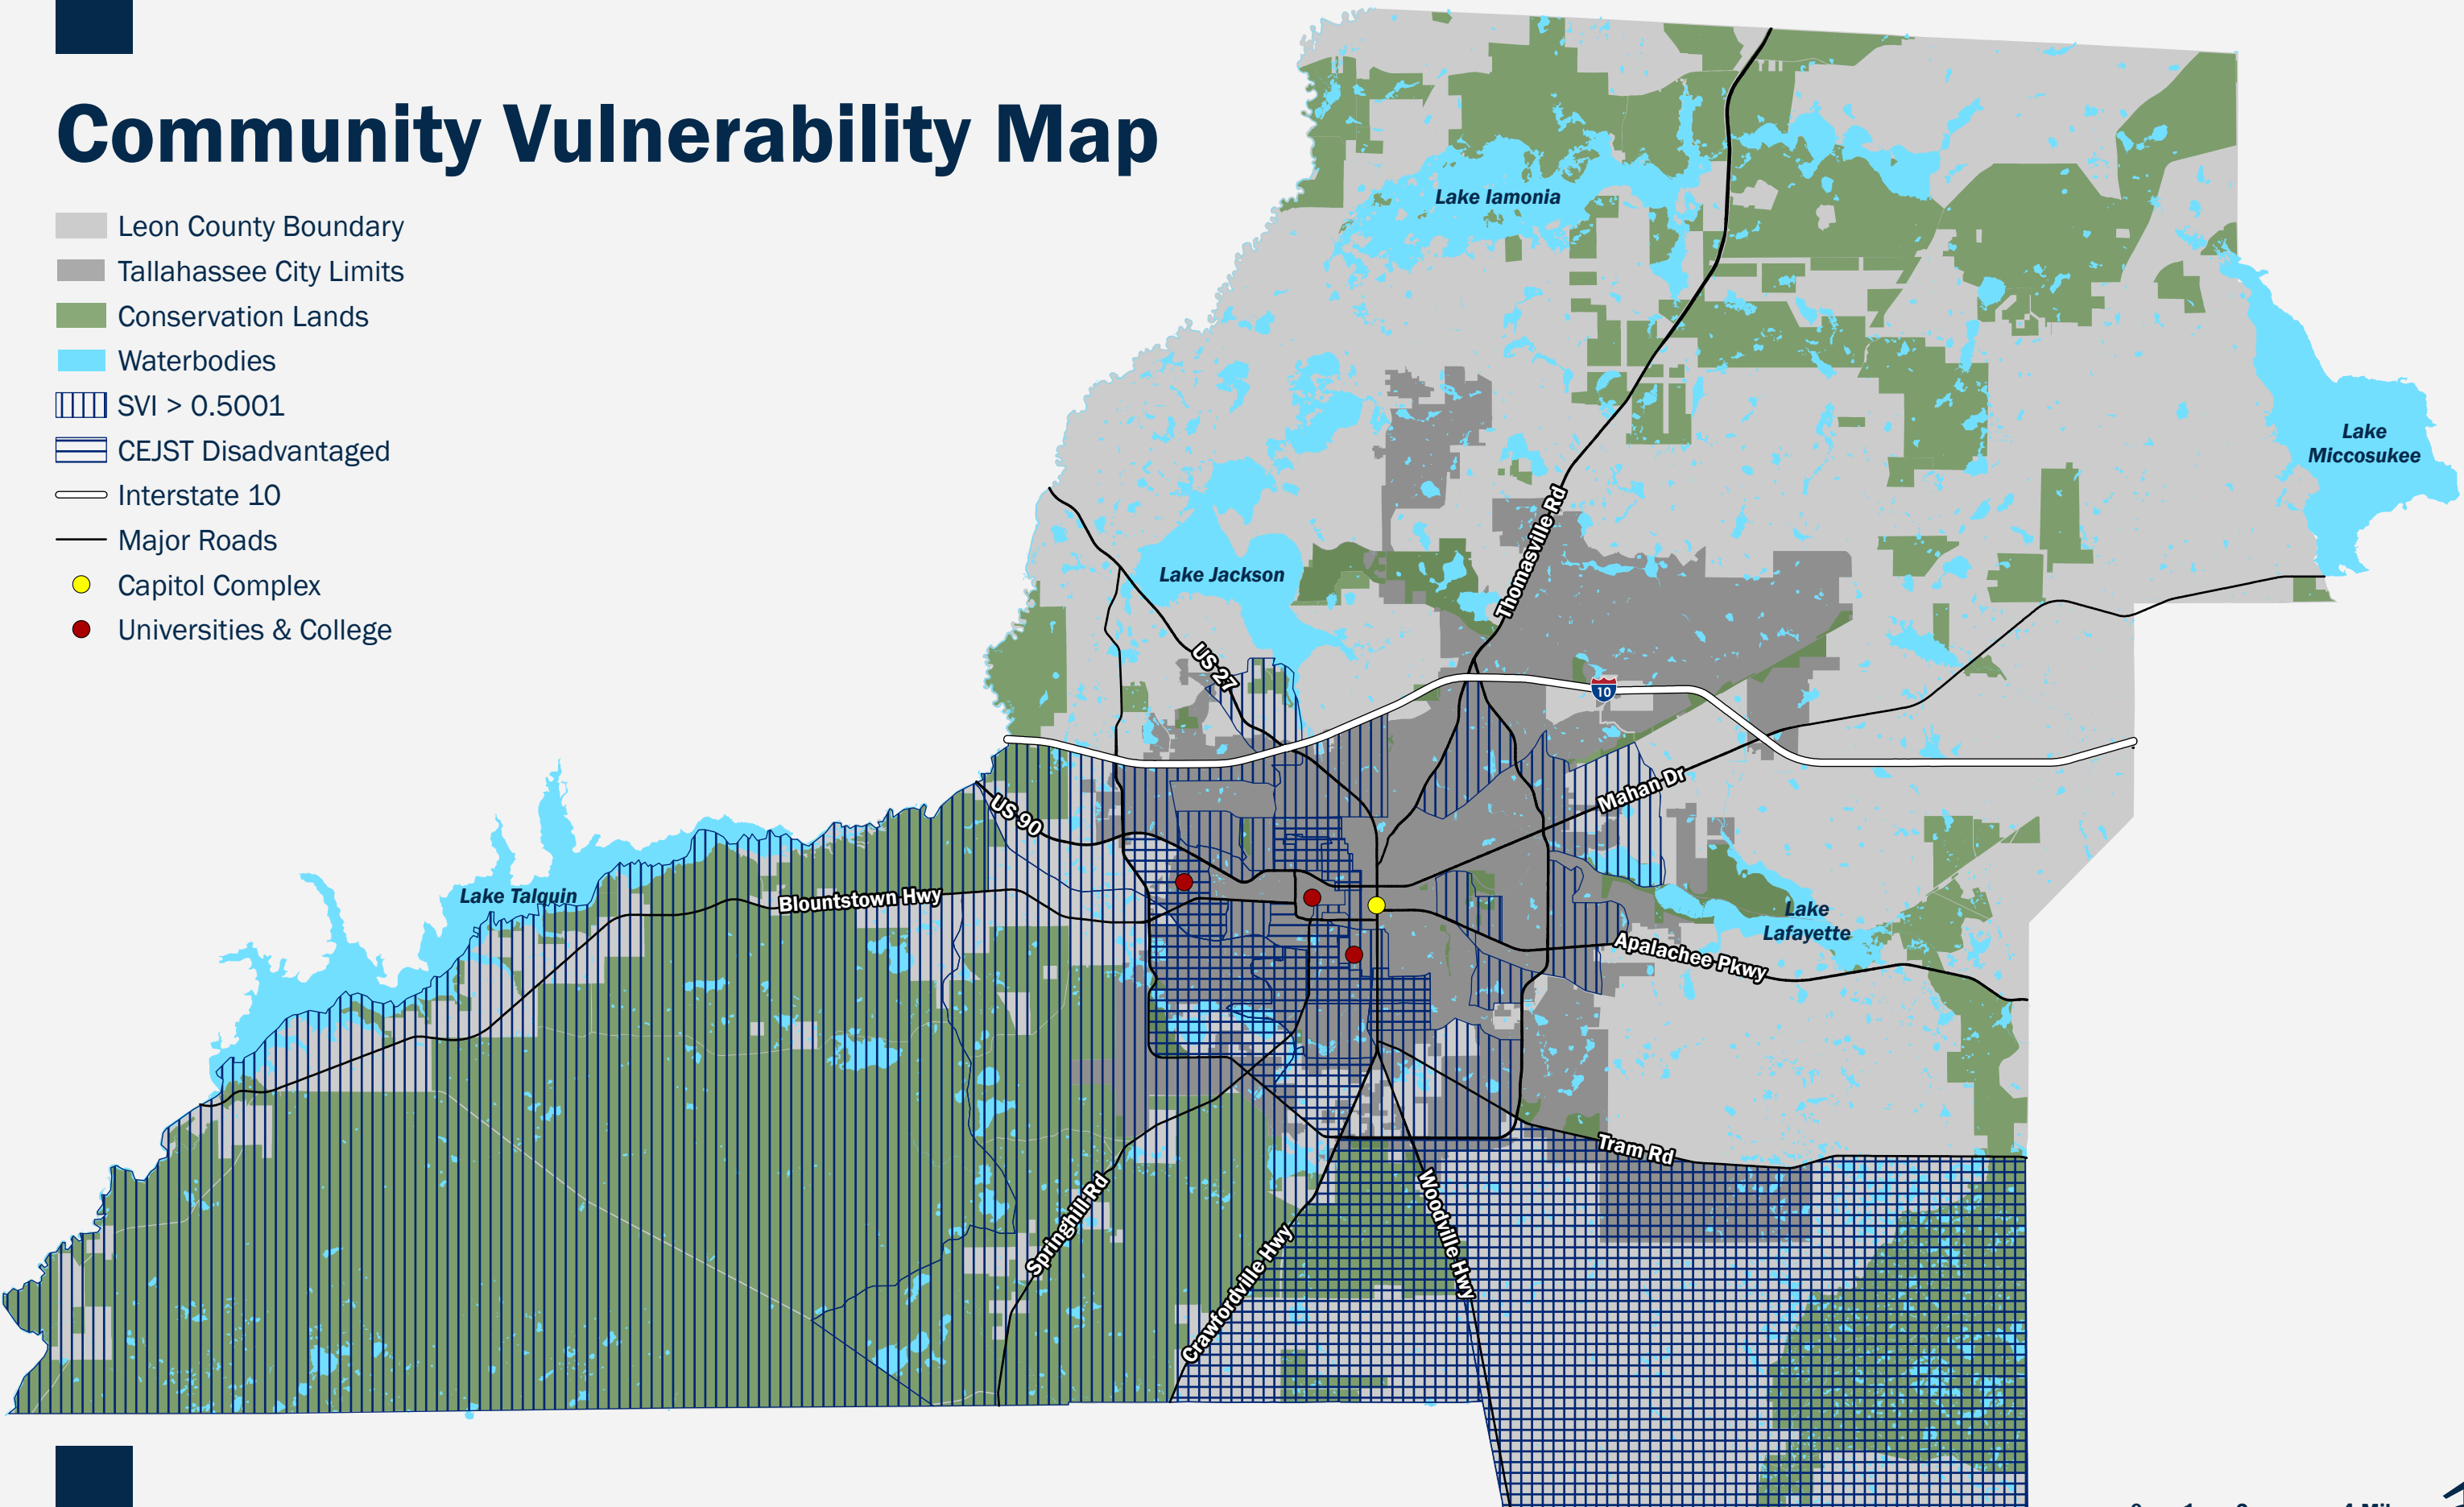 Community Vulnerability Map
Leon County Boundary
Tallahassee City Limits
Conservation Lands
Waterbodies
SVI > 0.5001
CEJST Disadvantaged
Interstate 10
Major Roads
Capitol Complex
Universities & College
Lake Iamonia
Lake
Miccosukee
Lake Jackson
Thomasville Rd
US 27
10
Mahan Dr
US 90
Lake Talquin
Blountstown Hwy
Lake
Lafayette
Apalachee Pkwy
Tram Rd
Springhill Rd
Woodville Hwy
Crawfordville Hwy